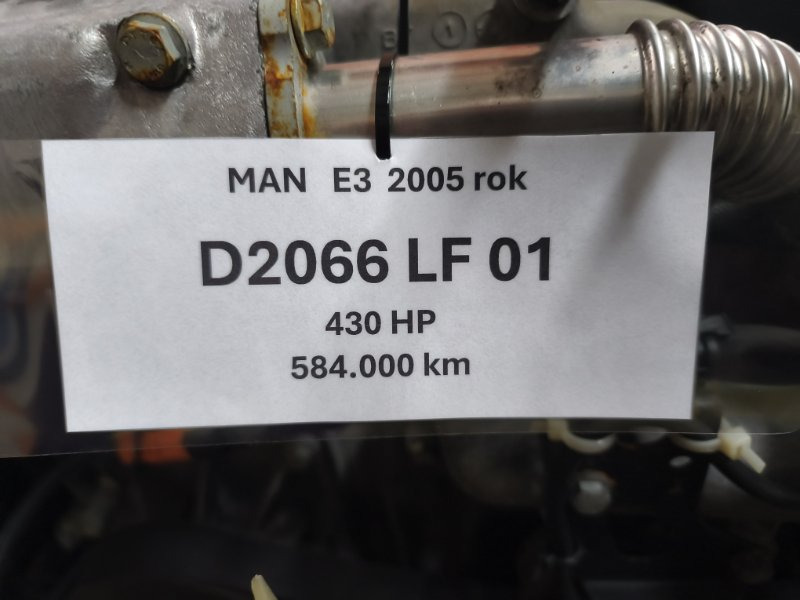 MAN E3 2005 rok
D2066 LF 01
430 HP
584.000 km